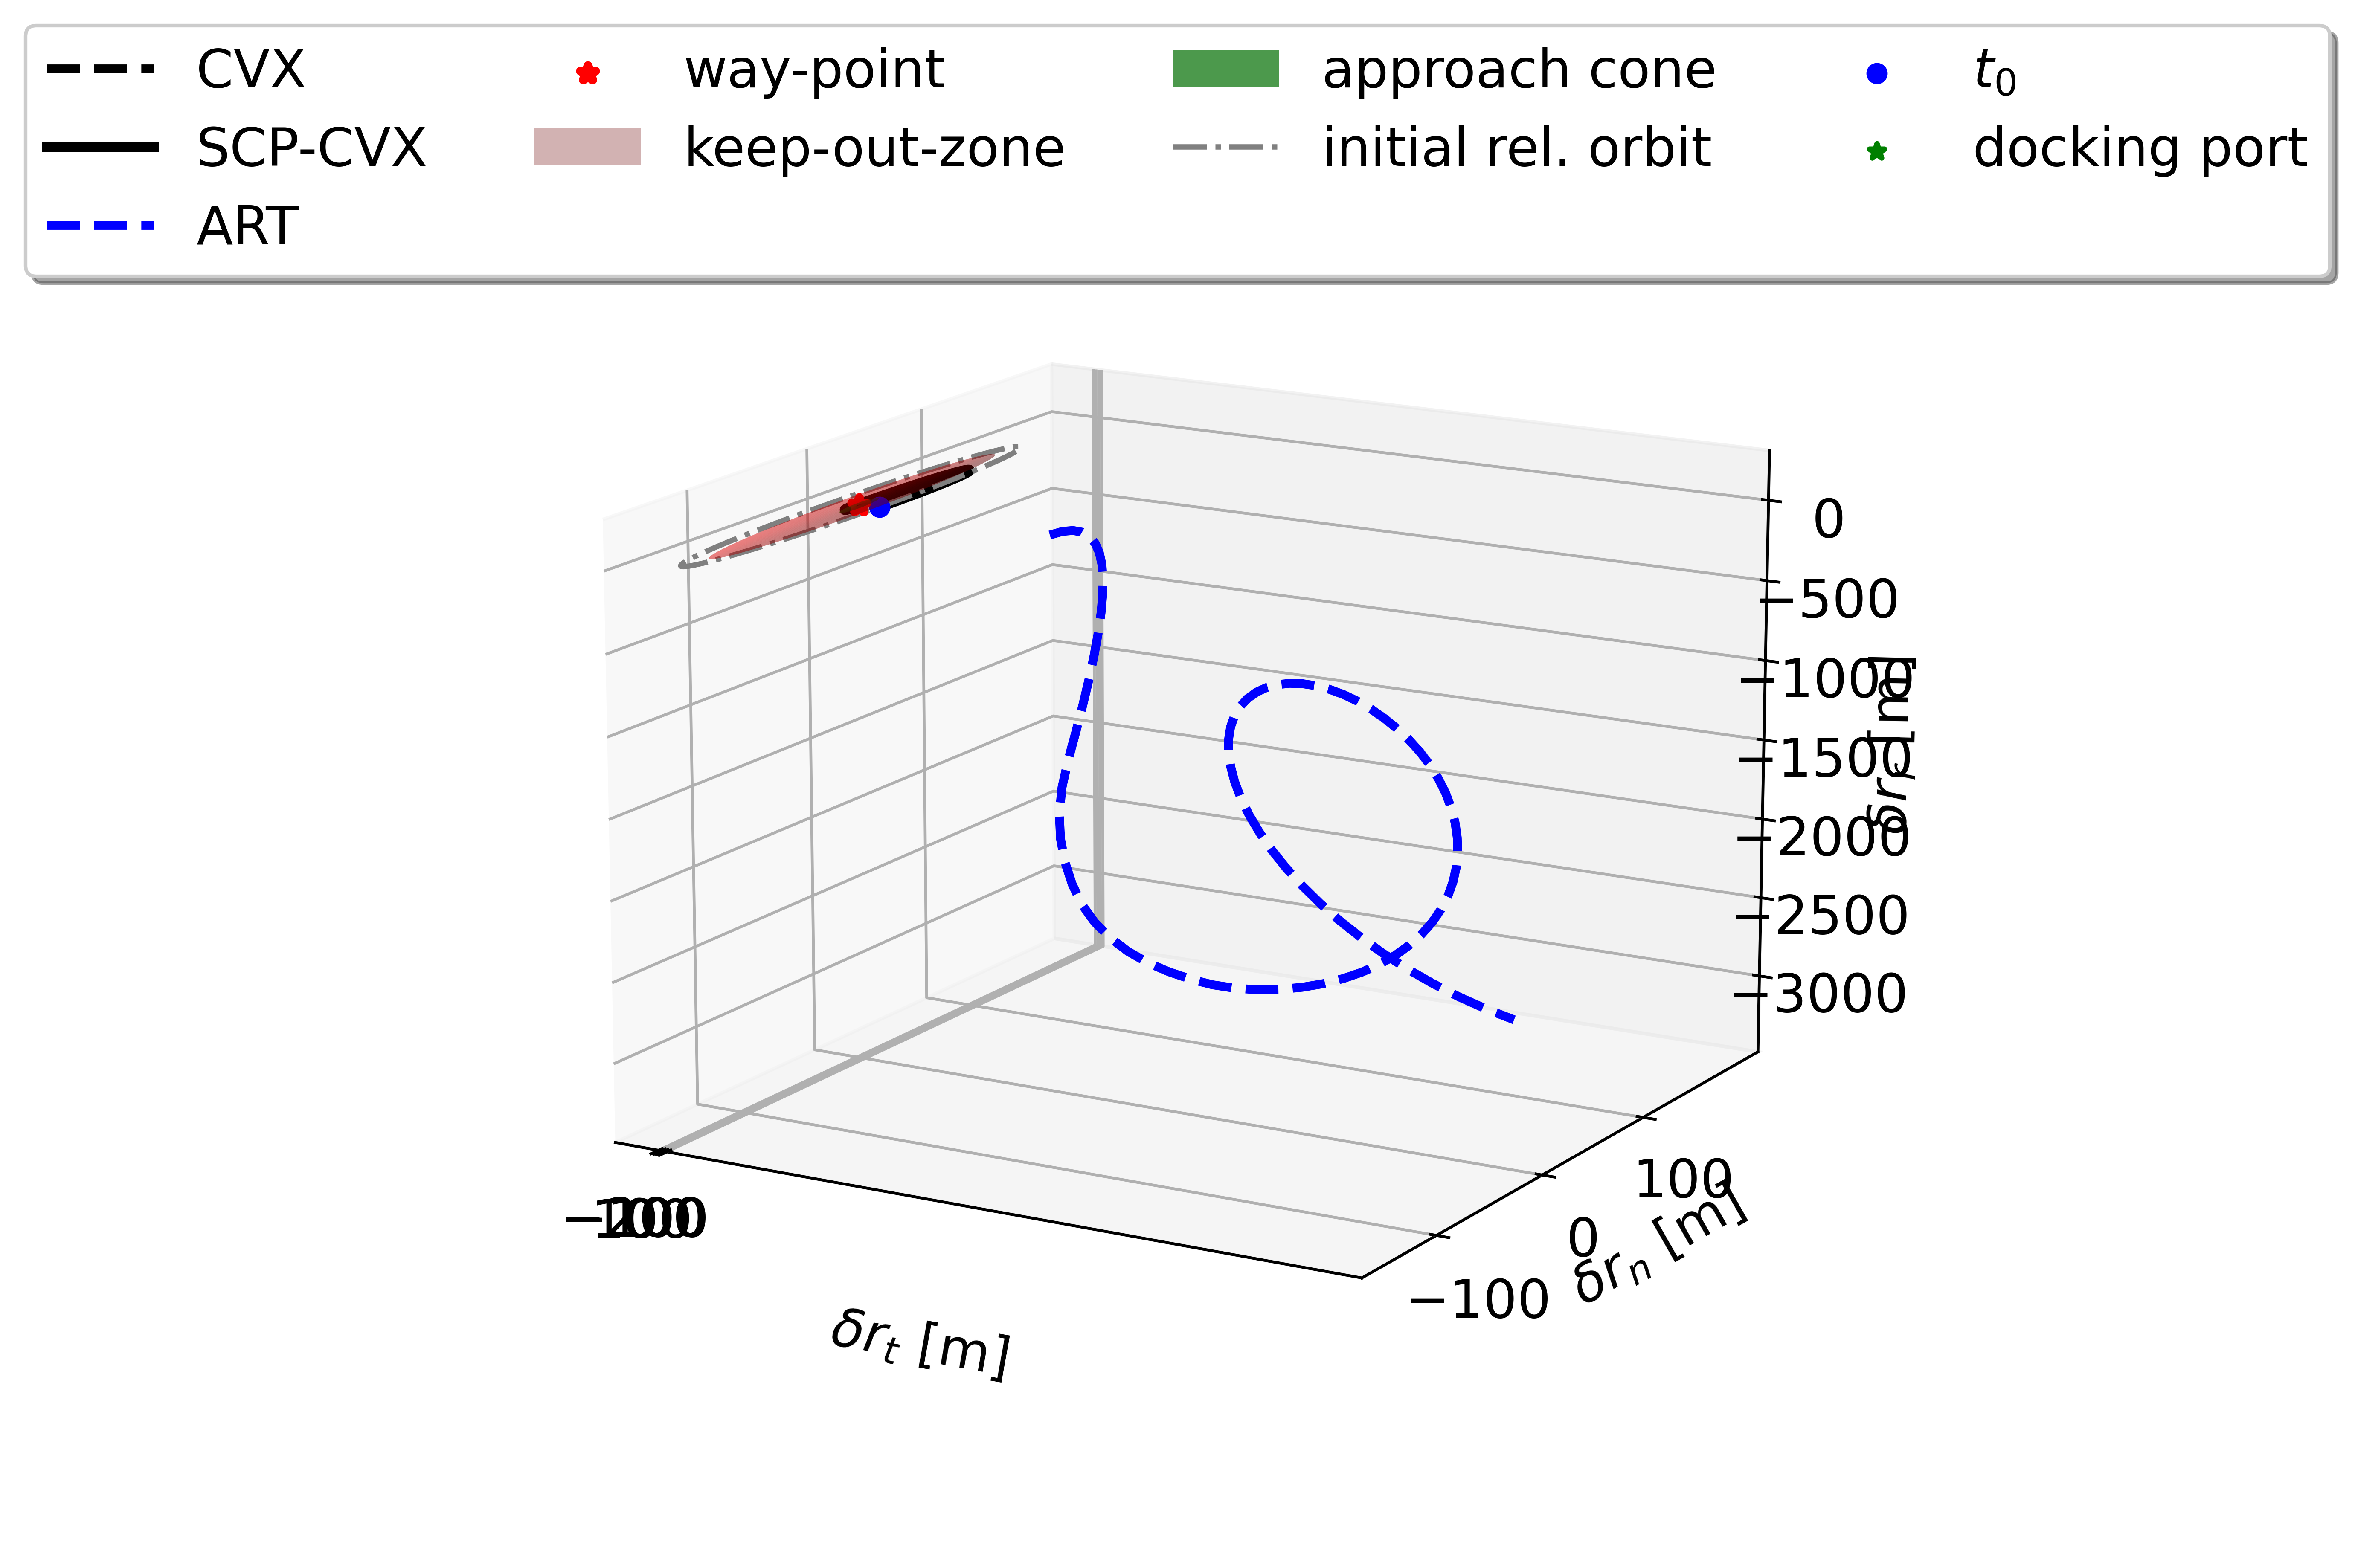 CVX way-point approach cone t₀
SCP-CVX keep-out-zone initial rel. orbit docking port
ART
0
−500
−1000
−1500
−2000
−2500
−3000
100
0
−100
δrₙ [m]
δrₜ [m]